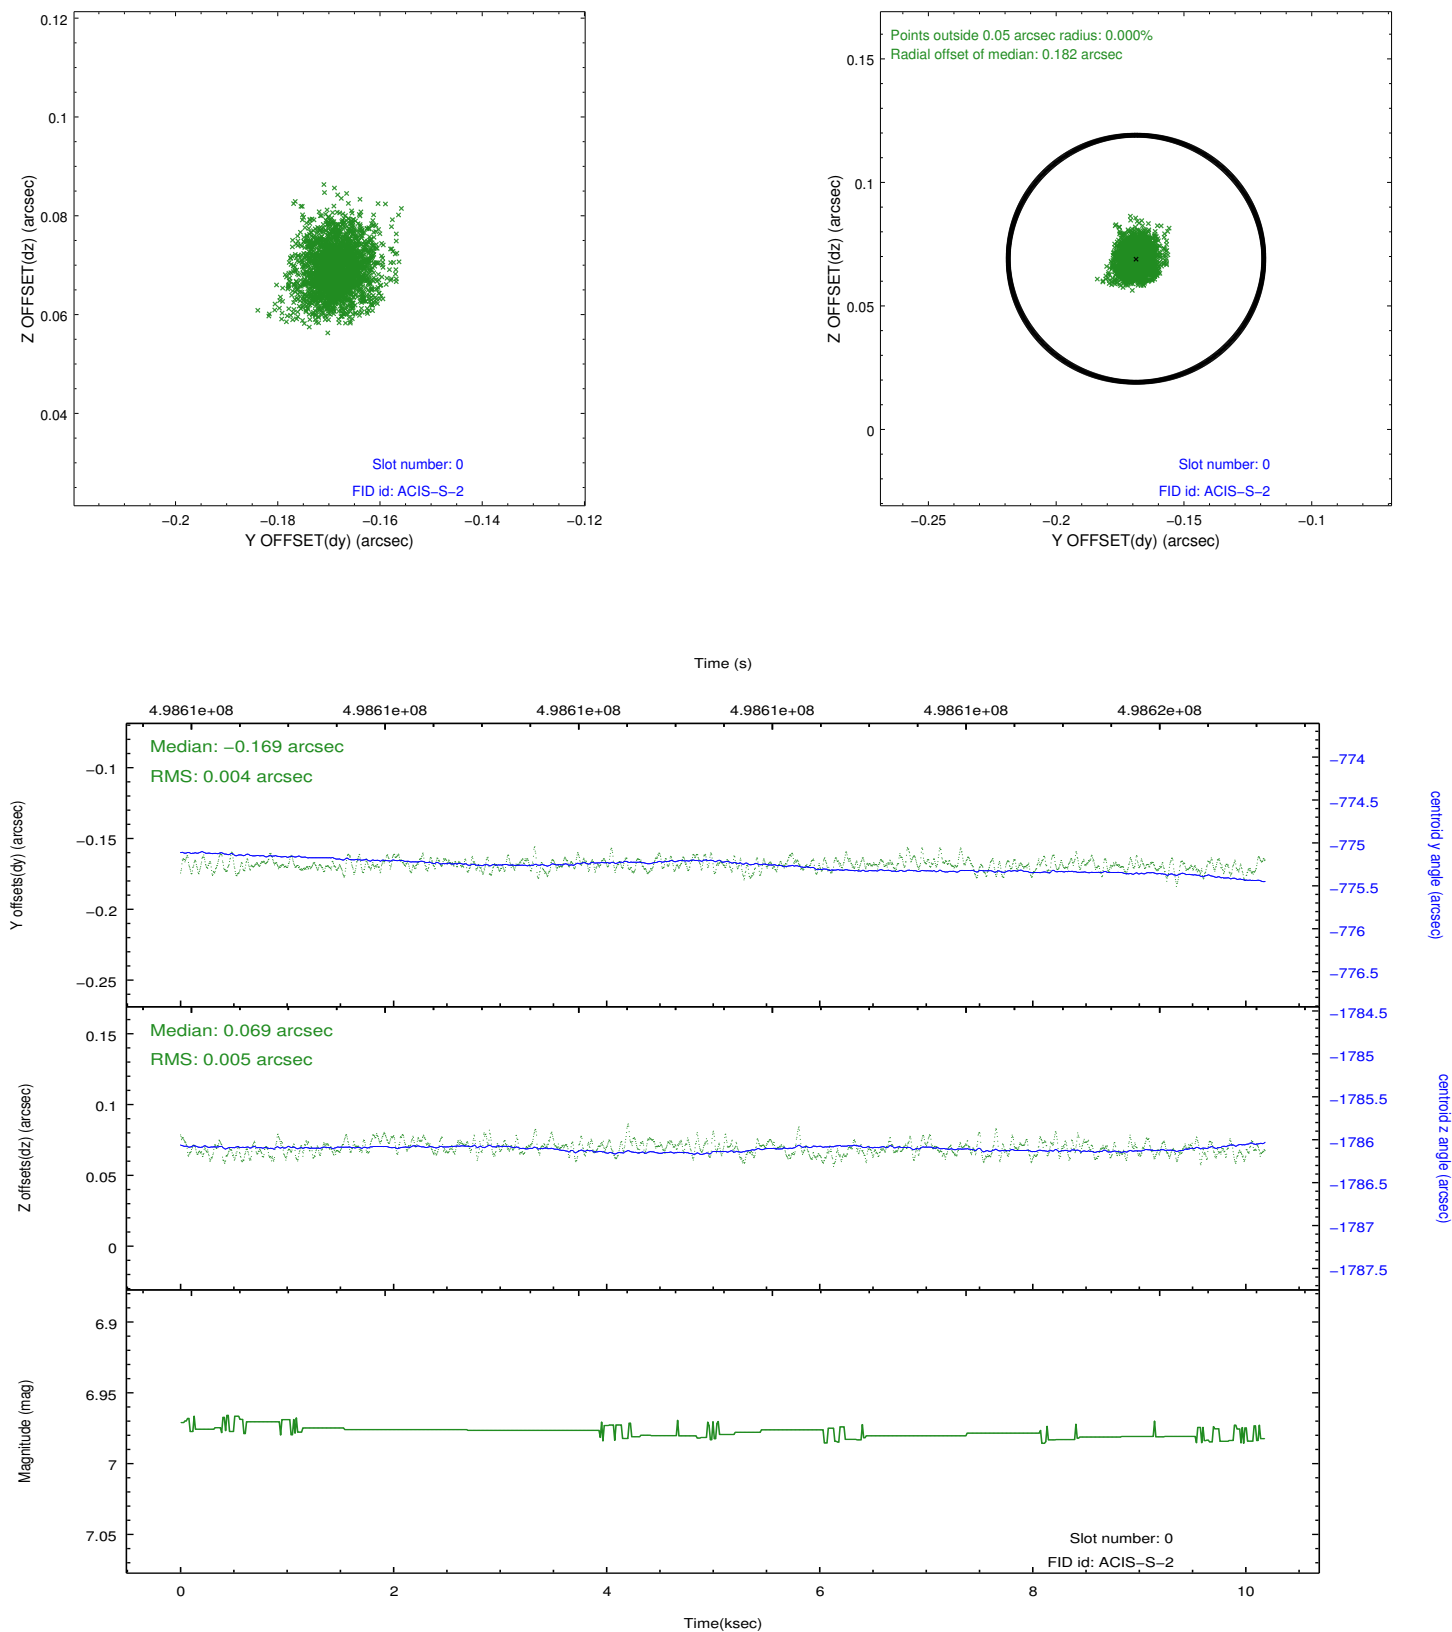 0.12
0.1
0.08
0.06
0.04
Z OFFSET(dz) (arcsec)
Slot number: 0
FID id: ACIS−S−2
−0.2
−0.18
−0.16
−0.14
−0.12
Y OFFSET(dy) (arcsec)
Points outside 0.05 arcsec radius: 0.000%
Radial offset of median: 0.182 arcsec
0.15
0.1
0.05
0
Z OFFSET(dz) (arcsec)
Slot number: 0
FID id: ACIS−S−2
−0.25
−0.2
−0.15
−0.1
Y OFFSET(dy) (arcsec)
Time (s)
4.9861e+08
4.9861e+08
4.9861e+08
4.9861e+08
4.9861e+08
4.9862e+08
Median: −0.169 arcsec
RMS: 0.004 arcsec
−0.1
−0.15
−0.2
−0.25
Y offsets(dy) (arcsec)
−774
−774.5
−775
−775.5
−776
−776.5
centroid y angle (arcsec)
Median: 0.069 arcsec
RMS: 0.005 arcsec
0.15
0.1
0.05
0
Z offsets(dz) (arcsec)
−1784.5
−1785
−1785.5
−1786
−1786.5
−1787
−1787.5
centroid z angle (arcsec)
6.9
6.95
7
7.05
Magnitude (mag)
Slot number: 0
FID id: ACIS−S−2
0
2
4
6
8
10
Time(ksec)